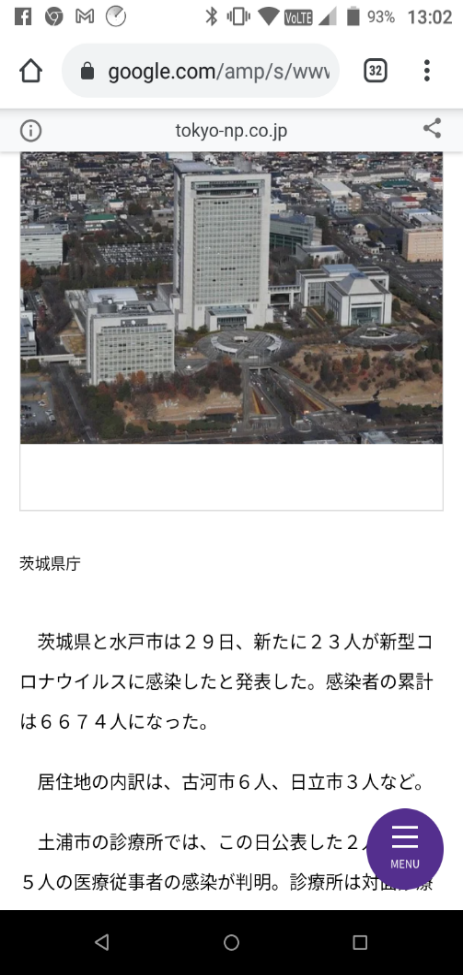 VoLTE 93% 13:02
google.com/amp/s/www
32
tokyo-np.co.jp
茨城県庁
茨城県と水戸市は２９日、新たに２３人が新型コ
ロナウイルスに感染したと発表した。感染者の累計
は６６７４人になった。
居住地の内訳は、古河市６人、日立市３人など。
土浦市の診療所では、この日公表した２
５人の医療従事者の感染が判明。診療所は対面
MENU